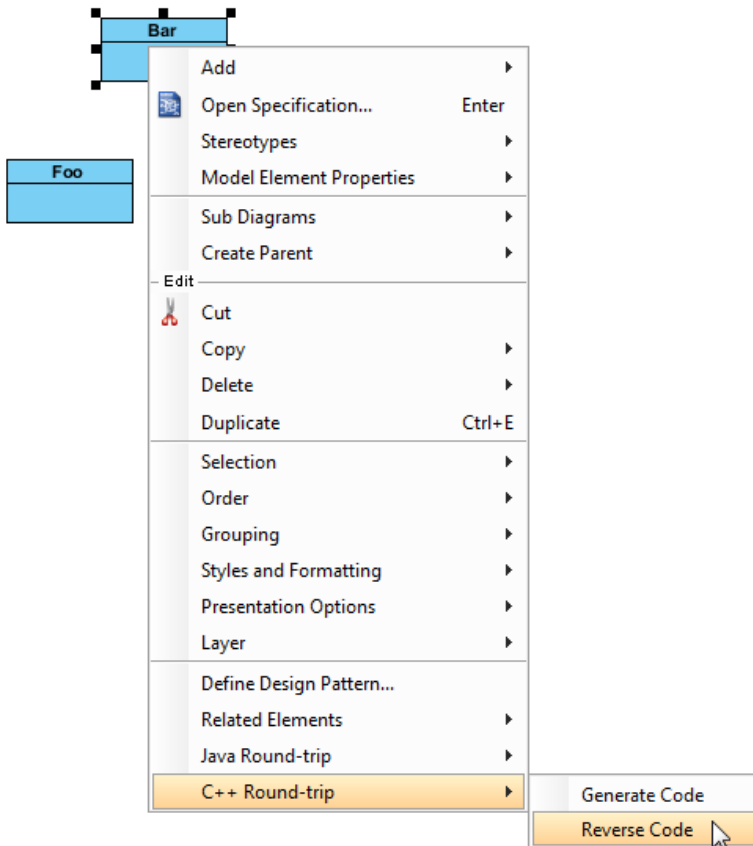 Bar
Add
Open Specification... Enter
Stereotypes
Foo
Model Element Properties
Sub Diagrams
Create Parent
Edit
Cut
Copy
Delete
Duplicate Ctrl+E
Selection
Order
Grouping
Styles and Formatting
Presentation Options
Layer
Define Design Pattern...
Related Elements
Java Round-trip
C++ Round-trip
Generate Code
Reverse Code